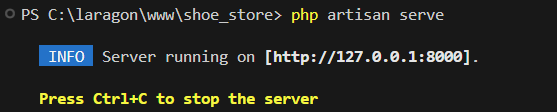 PS C:\laragon\www\shoe_store> php artisan serve
INFO Server running on [http://127.0.0.1:8000].
Press Ctrl+C to stop the server